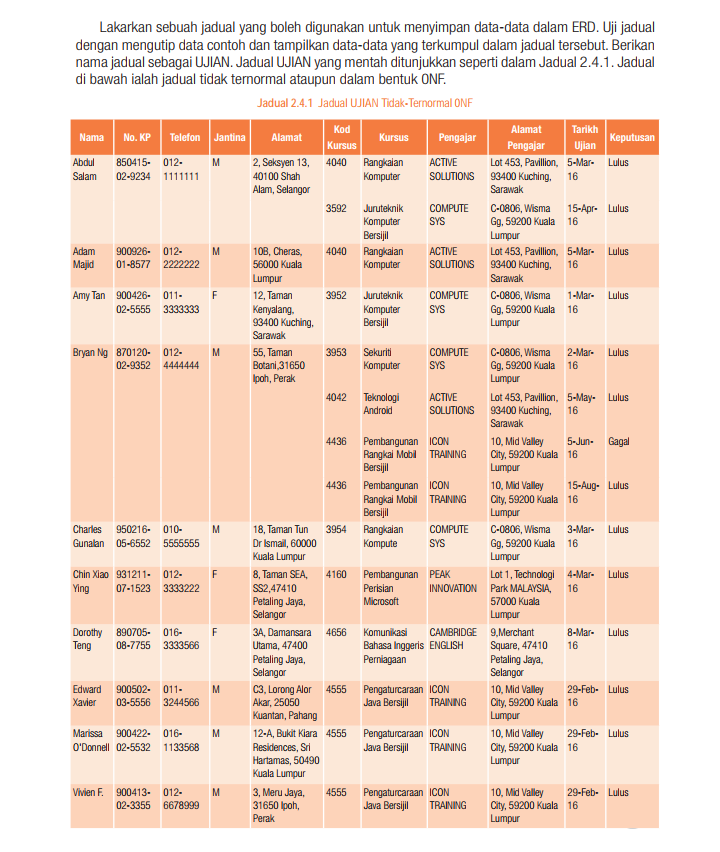 Lakarkan sebuah jadual yang boleh digunakan untuk menyimpan data-data dalam ERD. Uji jadual
dengan mengutip data contoh dan tampilkan data-data yang terkumpul dalam jadual tersebut. Berikan
nama jadual sebagai UJIAN. Jadual UJIAN yang mentah ditunjukkan seperti dalam Jadual 2.4.1. Jadual
di bawah ialah jadual tidak ternormal ataupun dalam bentuk 0NF.
Jadual 2.4.1 Jadual UJIAN Tidak-Ternormal 0NF
Nama No. KP Telefon Jantina Alamat Kod Kursus Kursus Pengajar Alamat Pengajar Tarikh Ujian Keputusan
Abdul 850415- 012- M 2, Seksyen 13, 4040 Rangkaian ACTIVE Lot 453, Pavillion, 5-Mar- Lulus
Salam 02-9234 1111111 40100 Shah Komputer SOLUTIONS 93400 Kuching, 16
Alam, Selangor Sarawak
3592 Juruteknik COMPUTE C-0806, Wisma 15-Apr- Lulus
Komputer SYS Gg, 59200 Kuala 16
Bersijil Lumpur
Adam 900926- 012- M 10B, Cheras, 4040 Rangkaian ACTIVE Lot 453, Pavillion, 5-Mar- Lulus
Majid 01-8577 2222222 56000 Kuala Komputer SOLUTIONS 93400 Kuching, 16
Lumpur Sarawak
Amy Tan 900426- 011- F 12, Taman 3952 Juruteknik COMPUTE C-0806, Wisma 1-Mar- Lulus
02-5555 3333333 Kenyalang, Komputer SYS Gg, 59200 Kuala 16
93400 Kuching, Bersijil Lumpur
Sarawak
Bryan Ng 870120- 012- M 55, Taman 3953 Sekuriti COMPUTE C-0806, Wisma 2-Mar- Lulus
02-9352 4444444 Botani,31650 Komputer SYS Gg, 59200 Kuala 16
Ipoh, Perak Lumpur
4042 Teknologi ACTIVE Lot 453, Pavillion, 5-May- Lulus
Android SOLUTIONS 93400 Kuching, 16
Sarawak
4436 Pembangunan ICON 10, Mid Valley 5-Jun- Gagal
Rangkai Mobil TRAINING City, 59200 Kuala 16
Bersijil Lumpur
4436 Pembangunan ICON 10, Mid Valley 15-Aug- Lulus
Rangkai Mobil TRAINING City, 59200 Kuala 16
Bersijil Lumpur
Charles 950216- 010- M 18, Taman Tun 3954 Rangkaian COMPUTE C-0806, Wisma 3-Mar- Lulus
Gunalan 05-6552 5555555 Dr Ismail, 60000 Kompute SYS Gg, 59200 Kuala 16
Kuala Lumpur Lumpur
Chin Xiao 931211- 012- F 8, Taman SEA, 4160 Pembangunan PEAK Lot 1, Technologi 4-Mar- Lulus
Ying 07-1523 3333222 SS2,47410 Perisian INNOVATION Park MALAYSIA, 16
Petaling Jaya, Microsoft 57000 Kuala
Selangor Lumpur
Dorothy 890705- 016- F 3A, Damansara 4656 Komunikasi CAMBRIDGE 9,Merchant 8-Mar- Lulus
Teng 08-7755 3333566 Utama, 47400 Bahasa Inggeris ENGLISH Square, 47410 16
Petaling Jaya, Perniagaan Petaling Jaya,
Selangor Selangor
Edward 900502- 011- M C3, Lorong Alor 4555 Pengaturcaraan ICON 10, Mid Valley 29-Feb- Lulus
Xavier 03-5556 3244566 Akar, 25050 Java Bersijil TRAINING City, 59200 Kuala 16
Kuantan, Pahang Lumpur
Marissa 900422- 016- M 12-A, Bukit Kiara 4555 Pengaturcaraan ICON 10, Mid Valley 29-Feb- Lulus
O'Donnell 02-5532 1133568 Residences, Sri Java Bersijil TRAINING City, 59200 Kuala 16
Hartamas, 50490 Lumpur
Kuala Lumpur
Vivien F. 900413- 012- M 3, Meru Jaya, 4555 Pengaturcaraan ICON 10, Mid Valley 29-Feb- Lulus
02-3355 6678999 31650 Ipoh, Java Bersijil TRAINING City, 59200 Kuala 16
Perak Lumpur